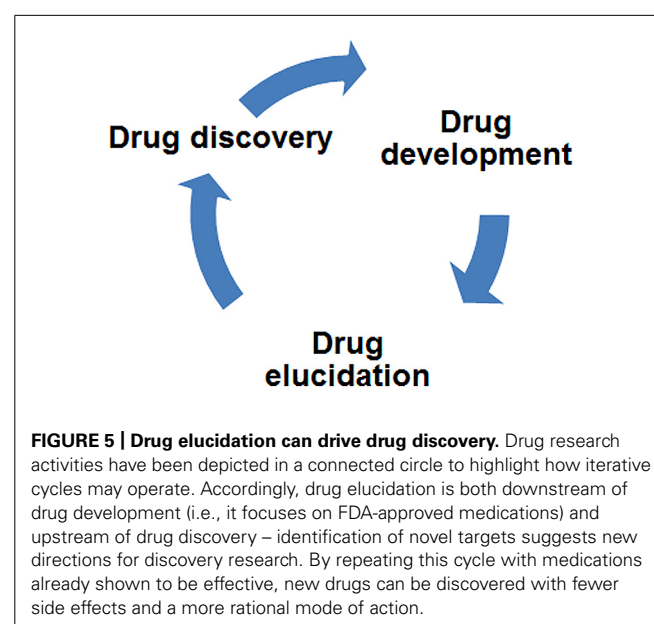 Drug discovery
Drug
development
Drug
elucidation
FIGURE 5 | Drug elucidation can drive drug discovery. Drug research
activities have been depicted in a connected circle to highlight how iterative
cycles may operate. Accordingly, drug elucidation is both downstream of
drug development (i.e., it focuses on FDA-approved medications) and
upstream of drug discovery – identification of novel targets suggests new
directions for discovery research. By repeating this cycle with medications
already shown to be effective, new drugs can be discovered with fewer
side effects and a more rational mode of action.